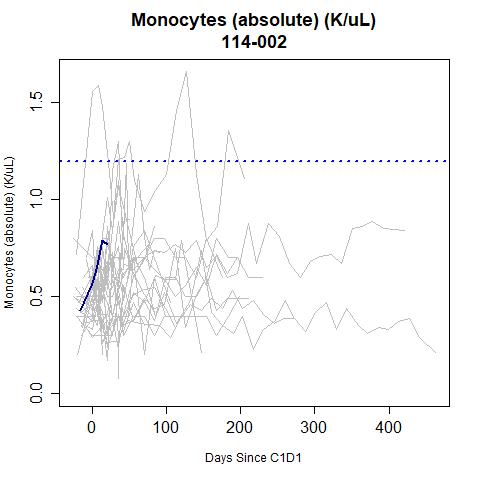 Monocytes (absolute) (K/uL)
114-002
Monocytes (absolute) (K/uL)
1.5
1.0
0.5
0.0
0 100 200 300 400
Days Since C1D1